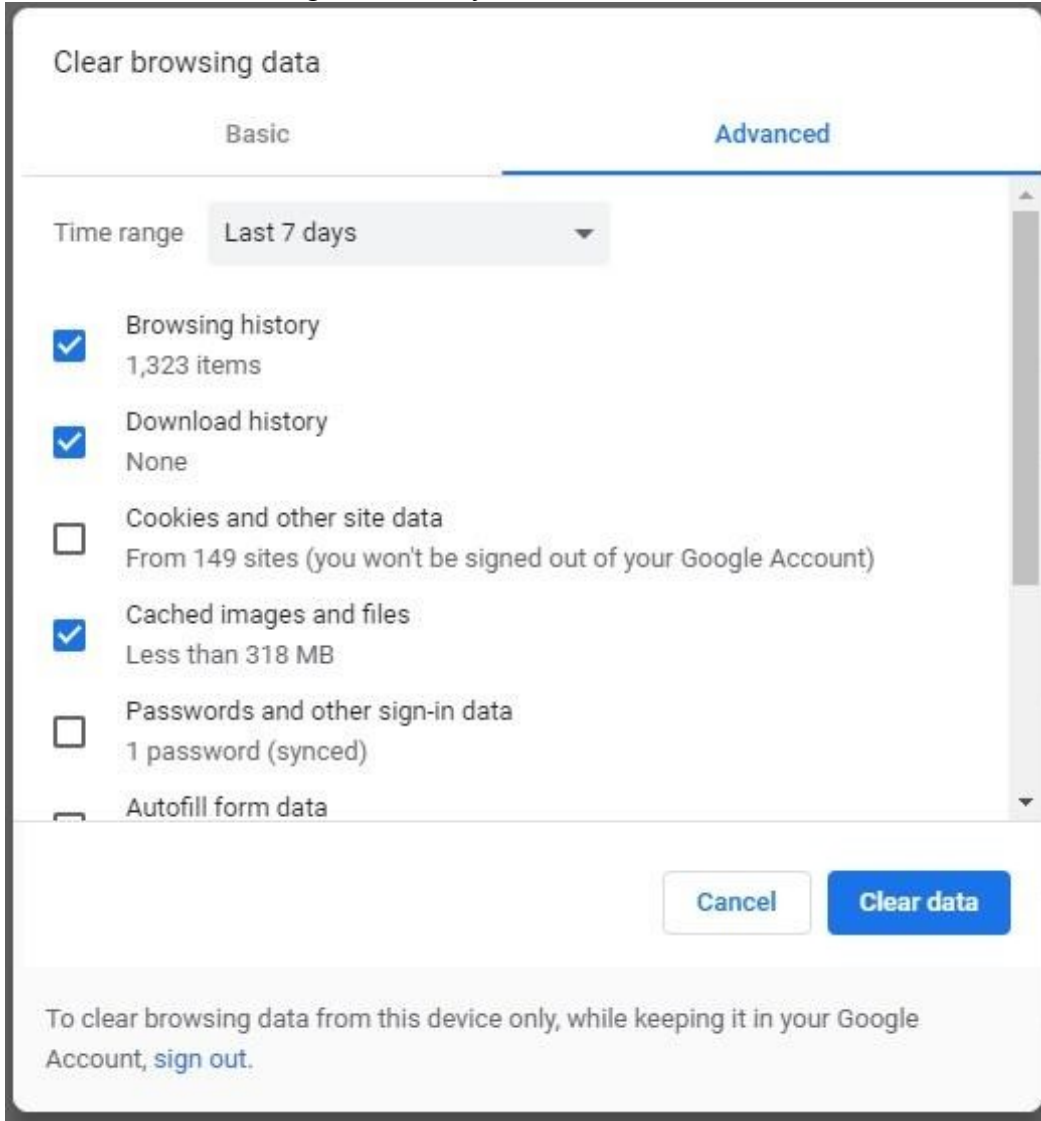 Clear browsing data
Basic
Advanced
Time range
Last 7 days
Browsing history
1,323 items
Download history
None
Cookies and other site data
From 149 sites (you won't be signed out of your Google Account)
Cached images and files
Less than 318 MB
Passwords and other sign-in data
1 password (synced)
Autofill form data
Cancel
Clear data
To clear browsing data from this device only, while keeping it in your Google
Account, sign out.